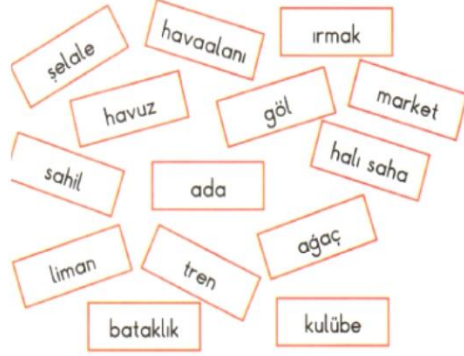 şelale
havaalanı
ırmak
havuz
göl
market
sahil
ada
halı saha
liman
tren
ağaç
bataklık
kulübe